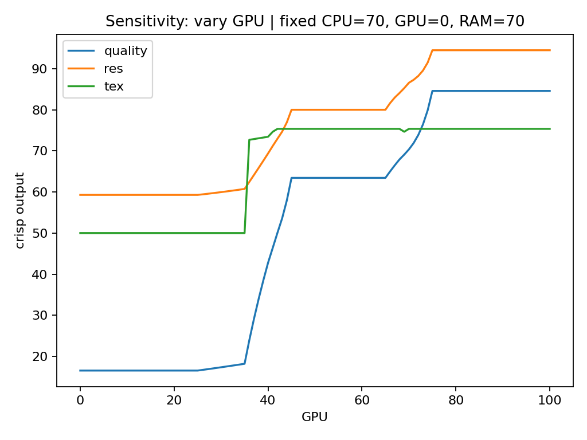 Sensitivity: vary GPU | fixed CPU=70, GPU=0, RAM=70
quality
res
tex
crisp output
90
80
70
60
50
40
30
20
0
20
40
60
80
100
GPU